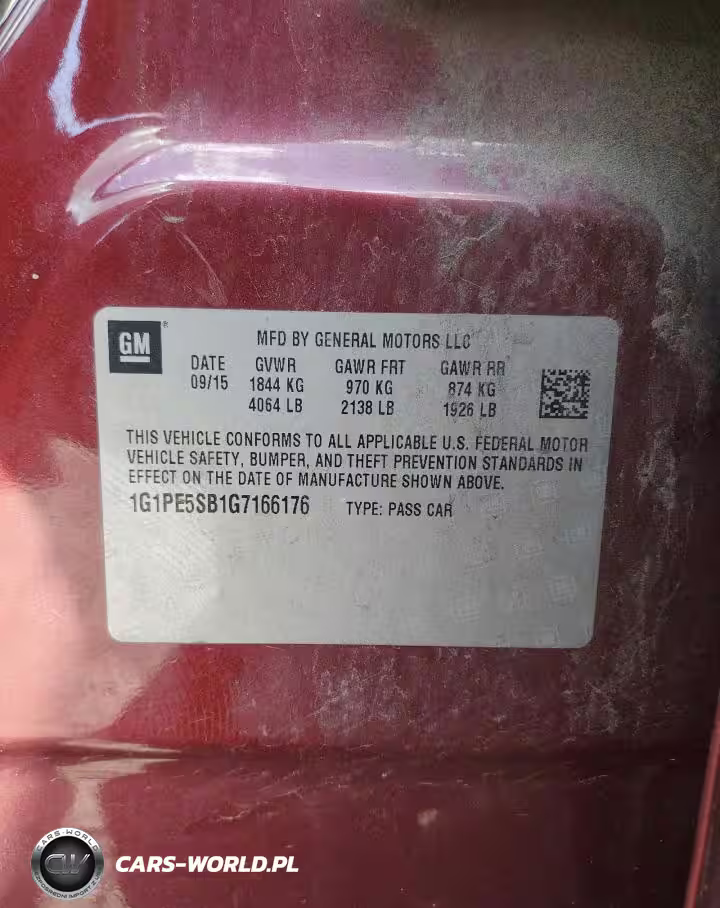 GM
MFD BY GENERAL MOTORS LLC
DATE GVWR GAWR FRT GAWR RR
09/15 1844 KG 970 KG 874 KG
4064 LB 2138 LB 1926 LB
THIS VEHICLE CONFORMS TO ALL APPLICABLE U.S. FEDERAL MOTOR
VEHICLE SAFETY, BUMPER, AND THEFT PREVENTION STANDARDS IN
EFFECT ON THE DATE OF MANUFACTURE SHOWN ABOVE.
1G1PE5SB1G7166176 TYPE: PASS CAR
CARS-WORLD
CW
CARS-WORLD.PL